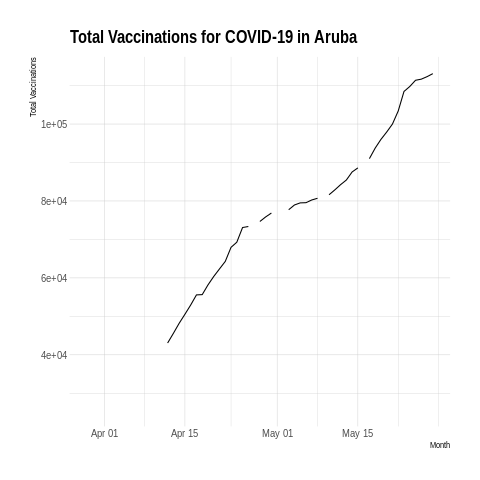 Total Vaccinations for COVID-19 in Aruba
Total Vaccinations
1e+05
8e+04
6e+04
4e+04
Apr 01 Apr 15 May 01 May 15
Month